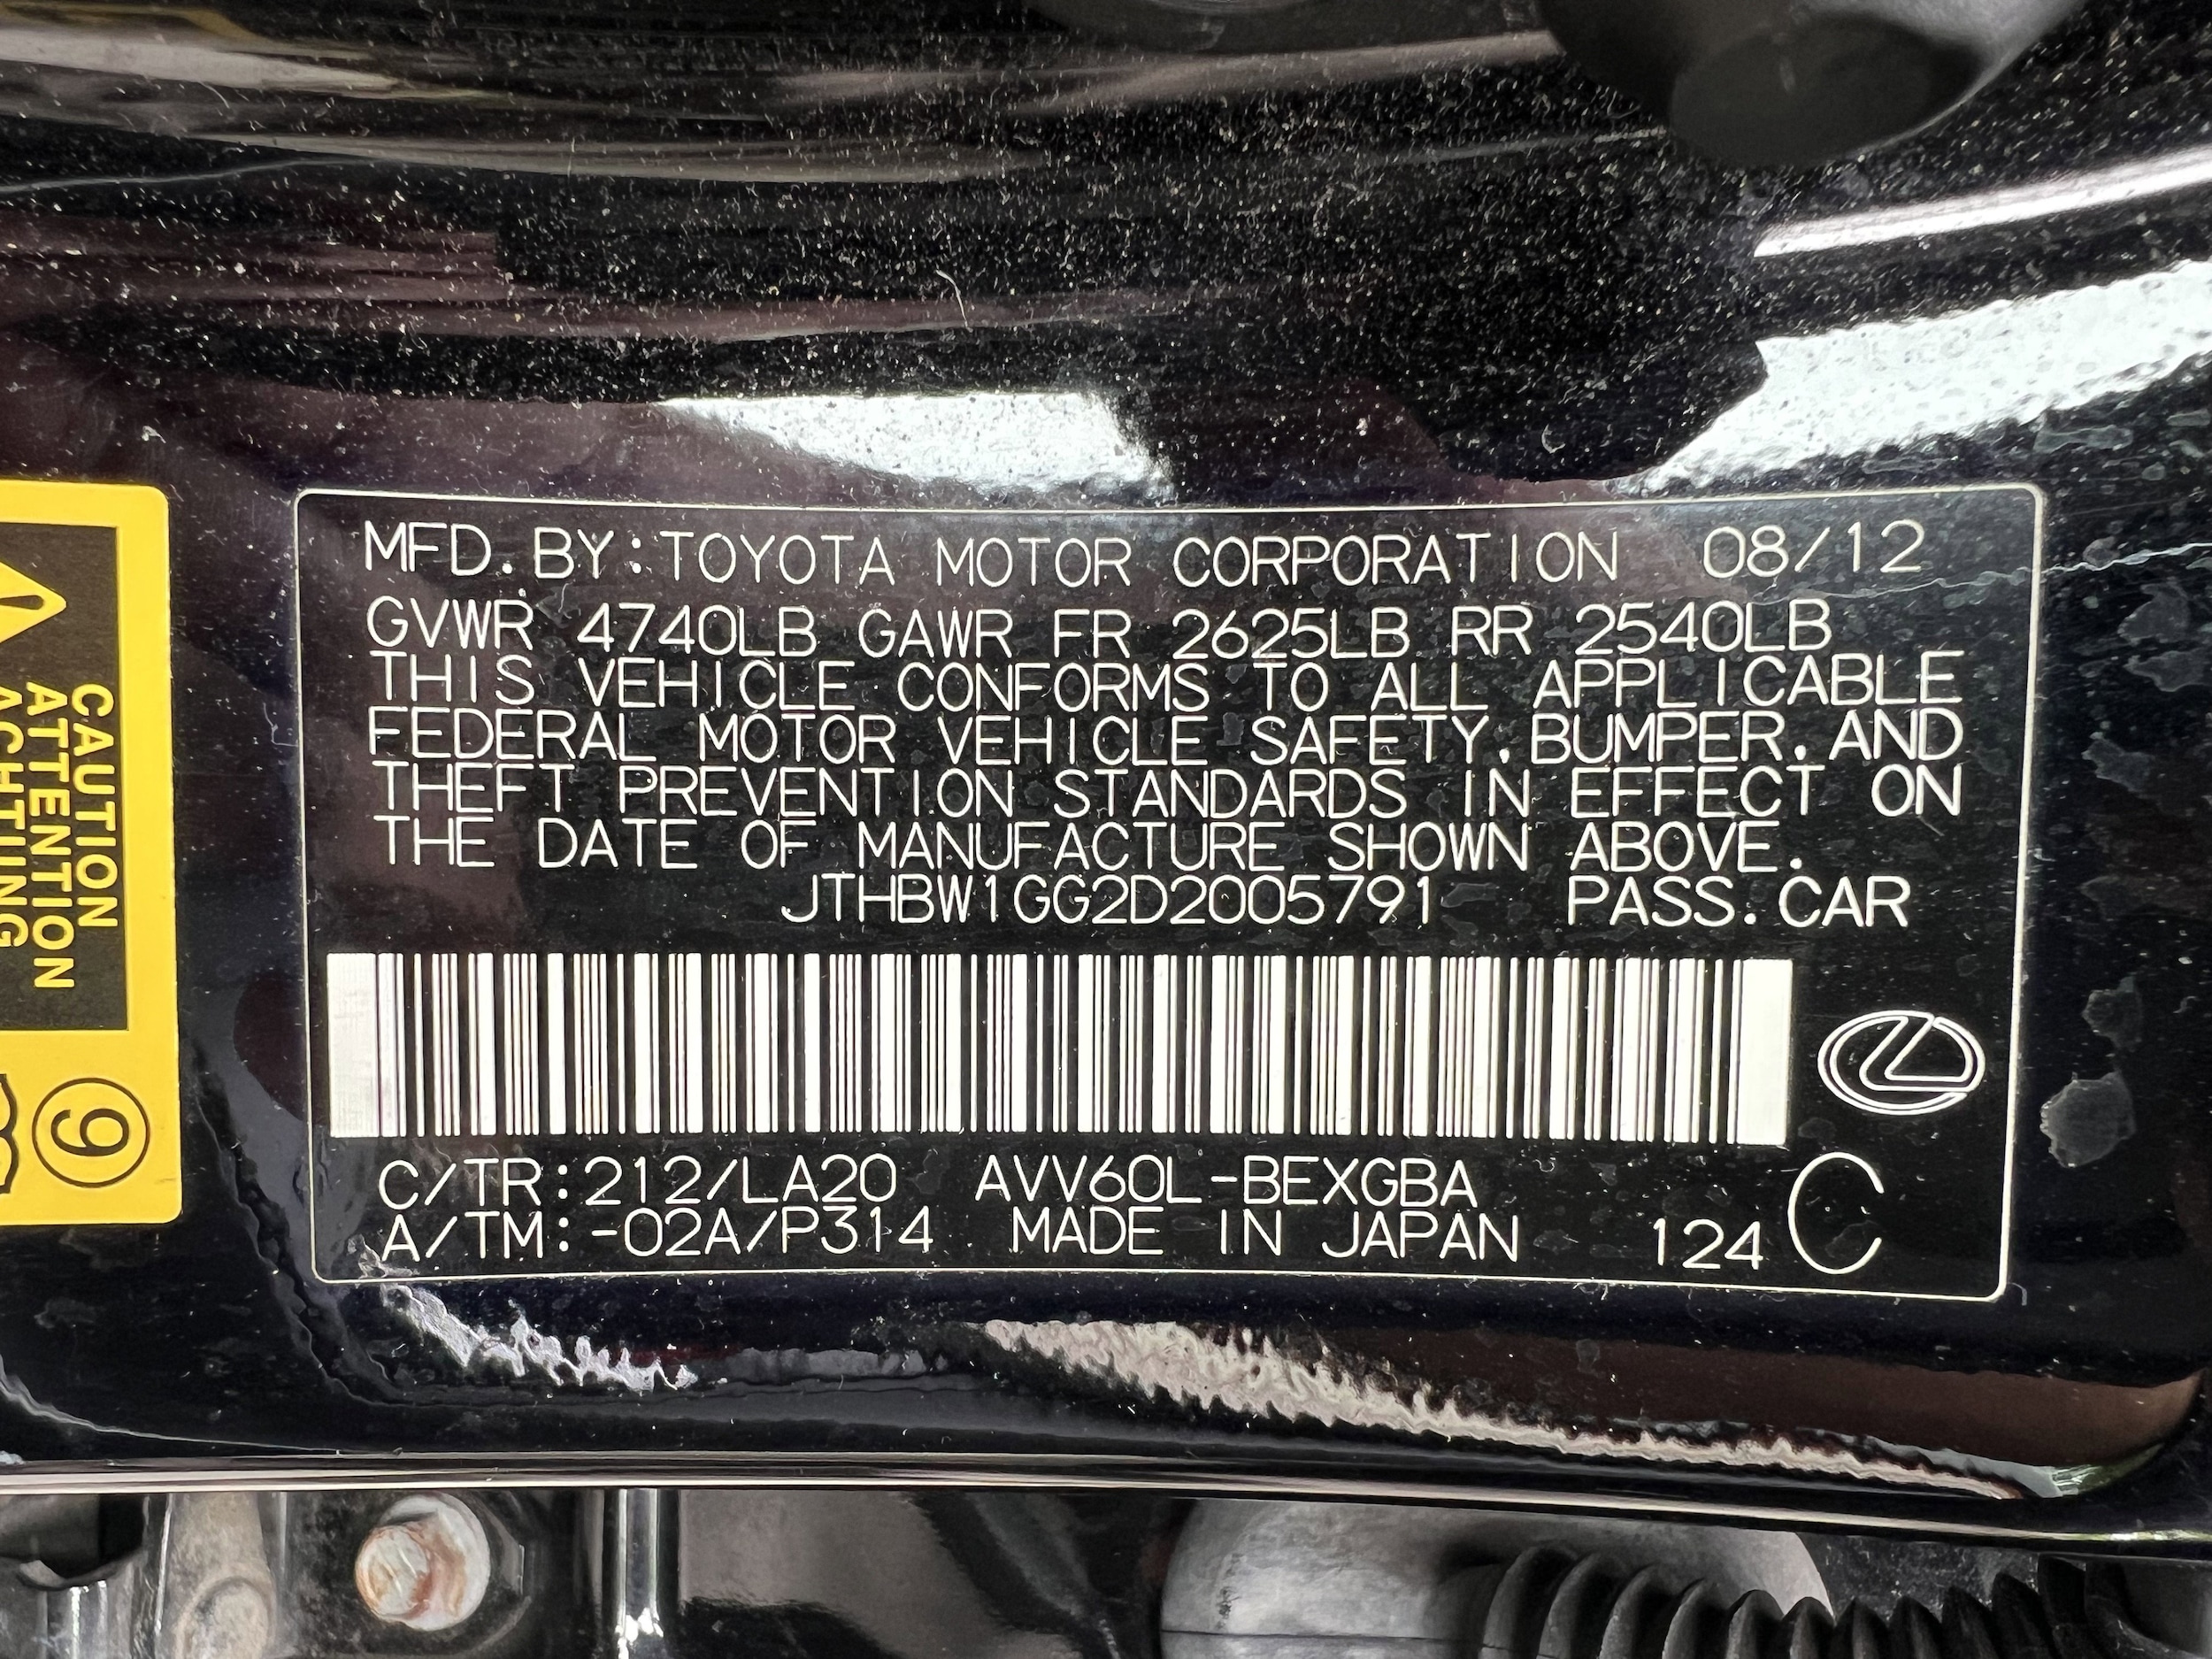 MFD. BY:TOYOTA MOTOR CORPORATION 08/12
GVWR 4740LB GAWR FR 2625LB RR 2540LB
THIS VEHICLE CONFORMS TO ALL APPLICABLE
FEDERAL MOTOR VEHICLE SAFETY, BUMPER, AND
THEFT PREVENTION STANDARDS IN EFFECT ON
THE DATE OF MANUFACTURE SHOWN ABOVE.
JTHBW1GG2D2005791 PASS. CAR
C/TR:212/LA20 AVV60L-BEXGBA
A/TM:-02A/P314 MADE IN JAPAN 124 C
CAUTION
ATTENTION
ACHTUNG
9